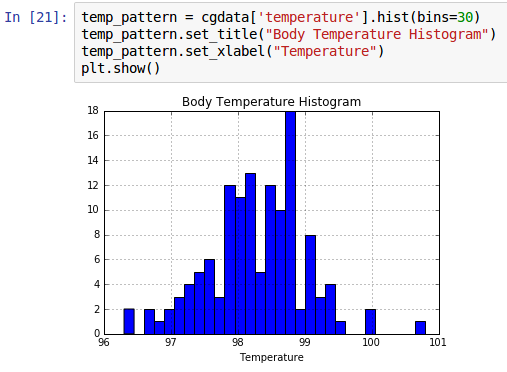 In [21]: temp_pattern = cgdata['temperature'].hist(bins=30)
temp_pattern.set_title("Body Temperature Histogram")
temp_pattern.set_xlabel("Temperature")
plt.show()
Body Temperature Histogram
18
16
14
12
10
8
6
4
2
0
96 97 98 99 100 101
Temperature